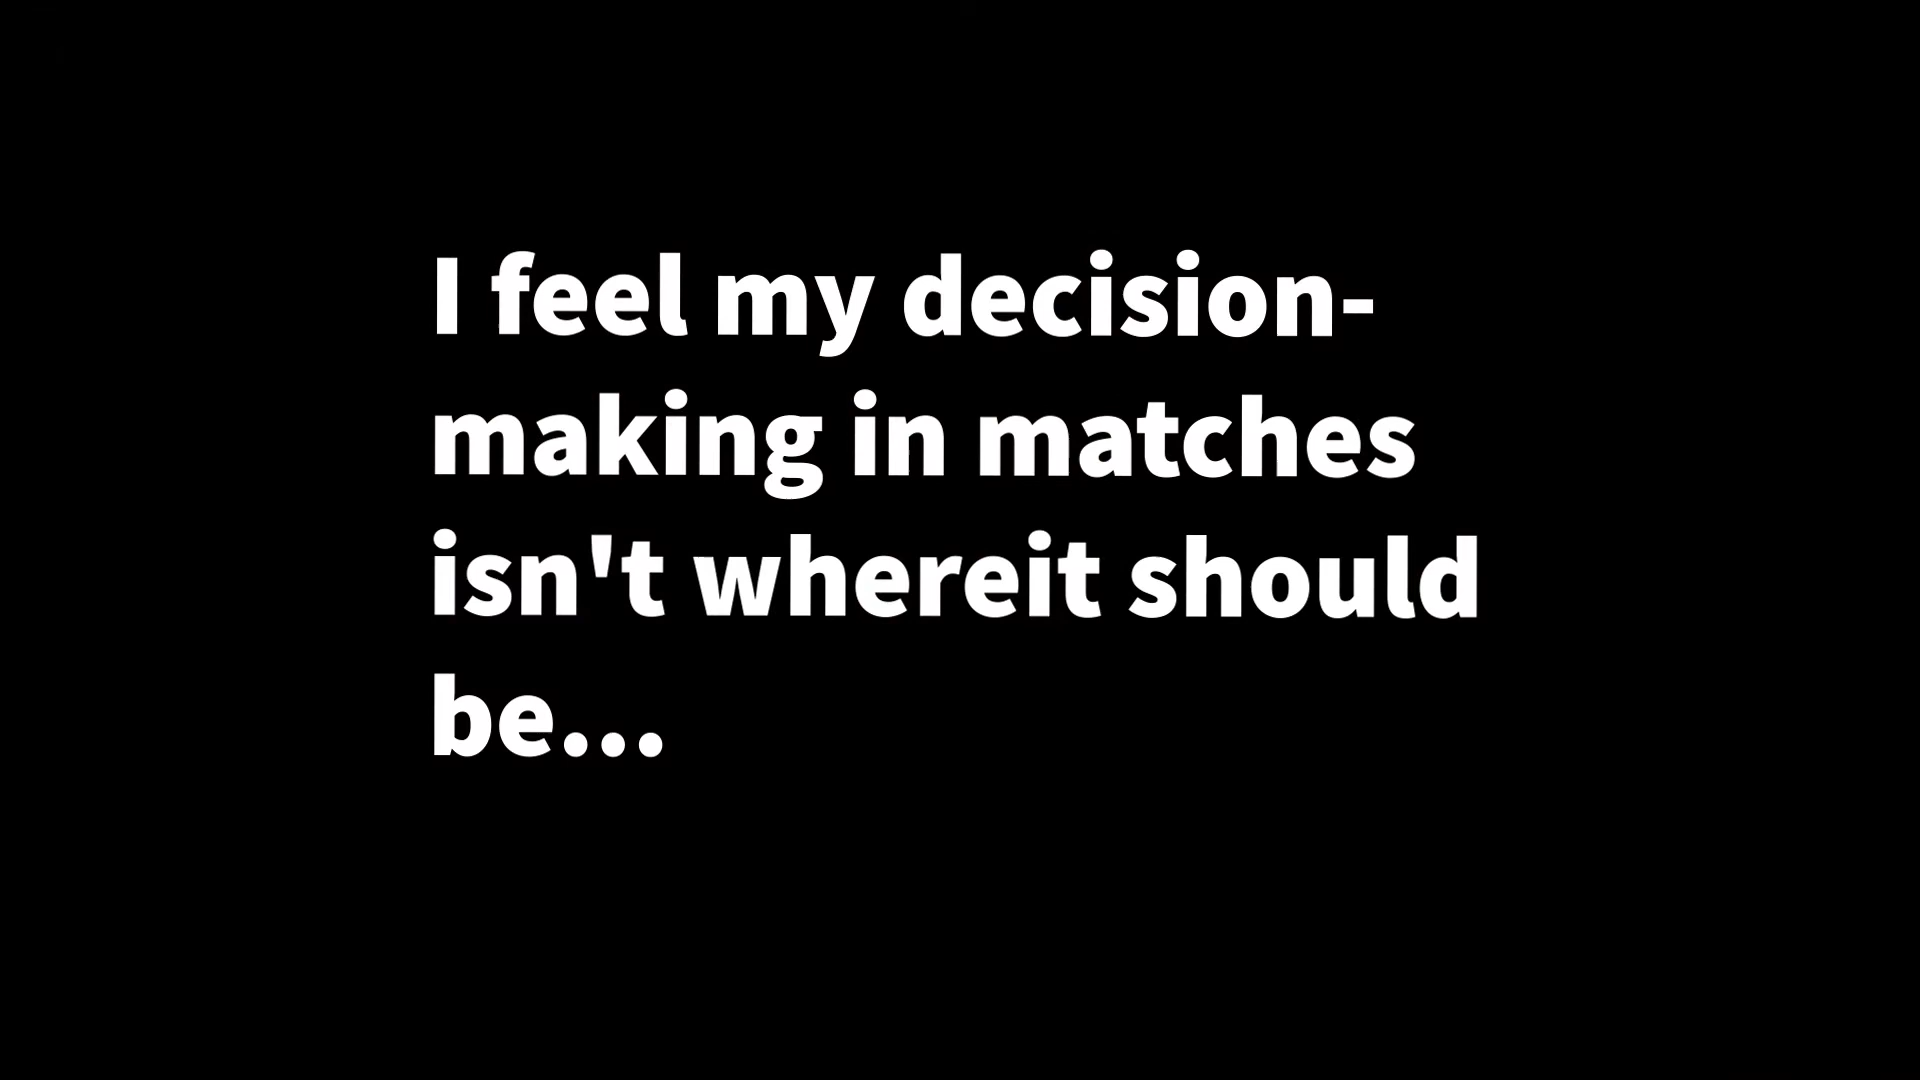 I feel my decision-
making in matches
isn't whereit should
be...